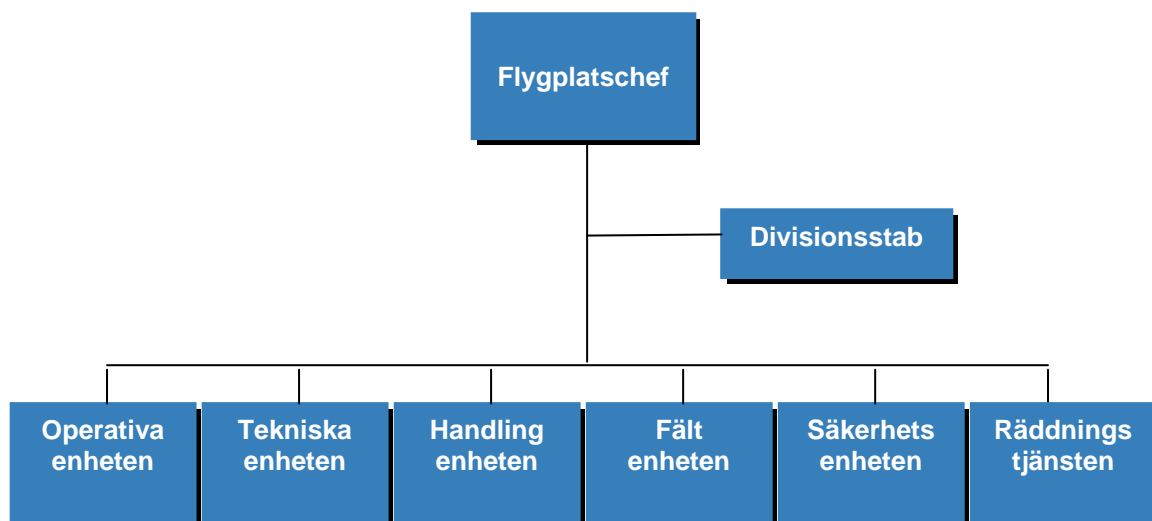 Flygplatschef
Divisionsstab
Operativa
enheten
Tekniska
enheten
Handling
enheten
Fält
enheten
Säkerhets
enheten
Räddnings
tjänsten